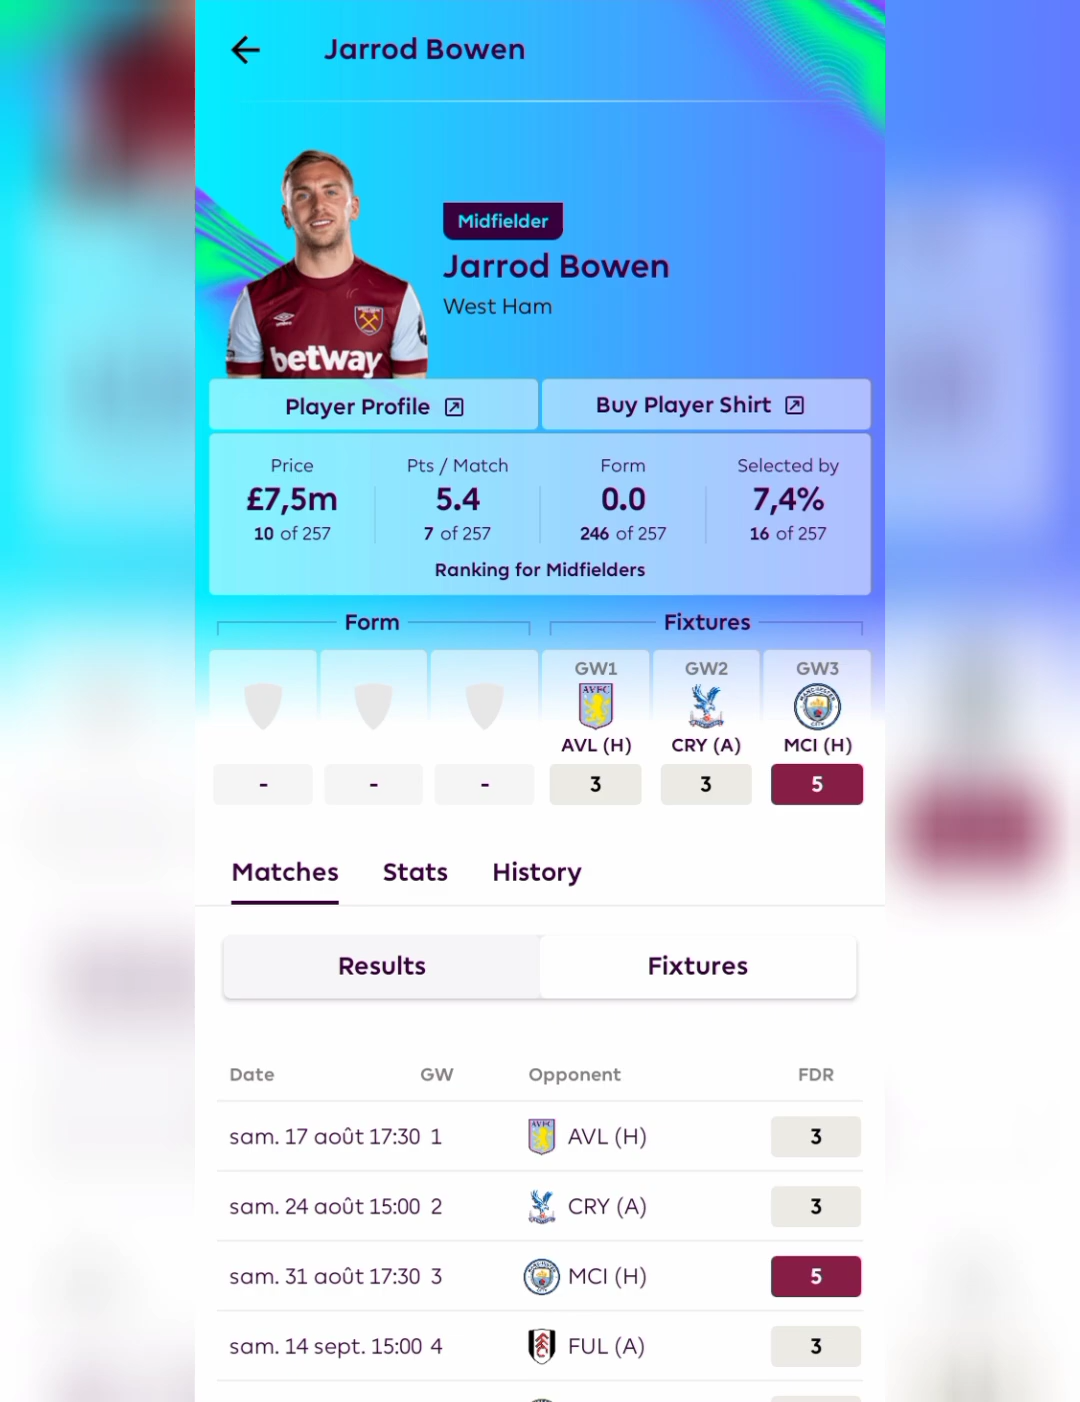 Jarrod Bowen
Midfielder
Jarrod Bowen
West Ham
betway
Player Profile
Buy Player Shirt
Price
Pts / Match
Form
Selected by
£7,5m
5.4
0.0
7,4%
10 of 257
7 of 257
246 of 257
16 of 257
Ranking for Midfielders
Form
Fixtures
GW1
GW2
GW3
AVFC
AVL (H)
CRY (A)
MCI (H)
-
-
-
3
3
5
Matches
Stats
History
Results
Fixtures
Date
GW
Opponent
FDR
sam. 17 août 17:30 1 AVL (H) 3
sam. 24 août 15:00 2 CRY (A) 3
sam. 31 août 17:30 3 MCI (H) 5
sam. 14 sept. 15:00 4 FUL (A) 3